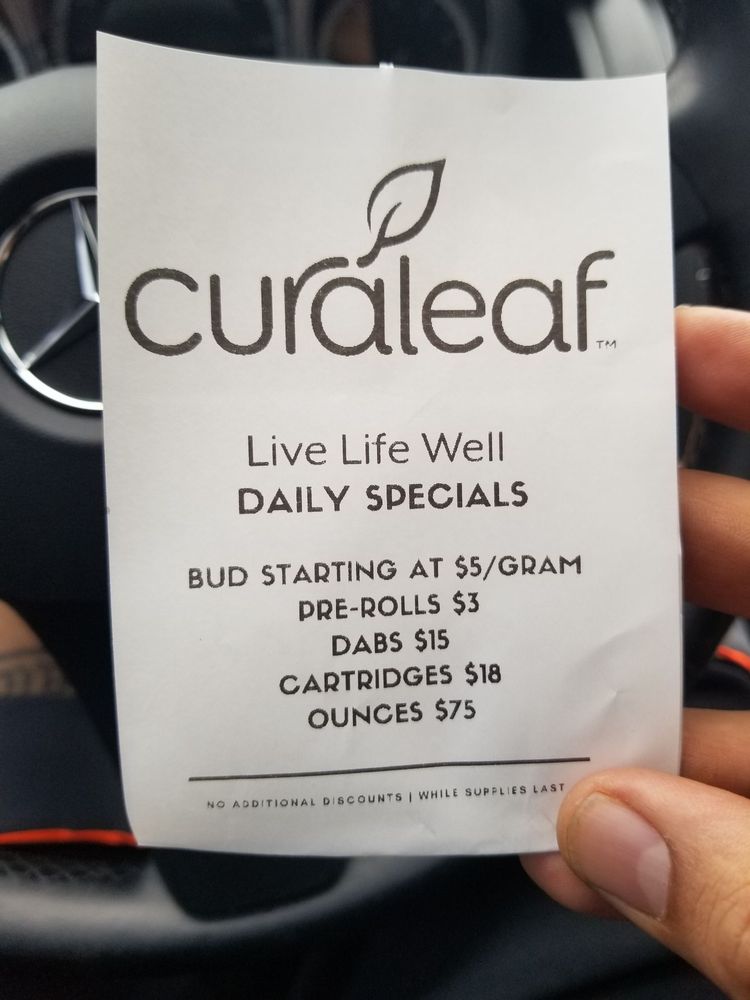 curaleaf™
Live Life Well
DAILY SPECIALS
BUD STARTING AT $5/GRAM
PRE-ROLLS $3
DABS $15
CARTRIDGES $18
OUNCES $75
NO ADDITIONAL DISCOUNTS | WHILE SUPPLIES LAST